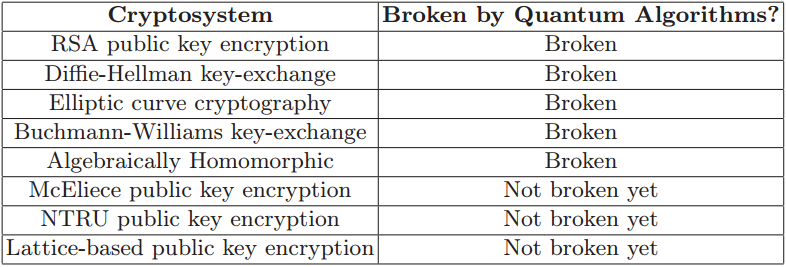 Cryptosystem Broken by Quantum Algorithms?
RSA public key encryption Broken
Diffie-Hellman key-exchange Broken
Elliptic curve cryptography Broken
Buchmann-Williams key-exchange Broken
Algebraically Homomorphic Broken
McEliece public key encryption Not broken yet
NTRU public key encryption Not broken yet
Lattice-based public key encryption Not broken yet